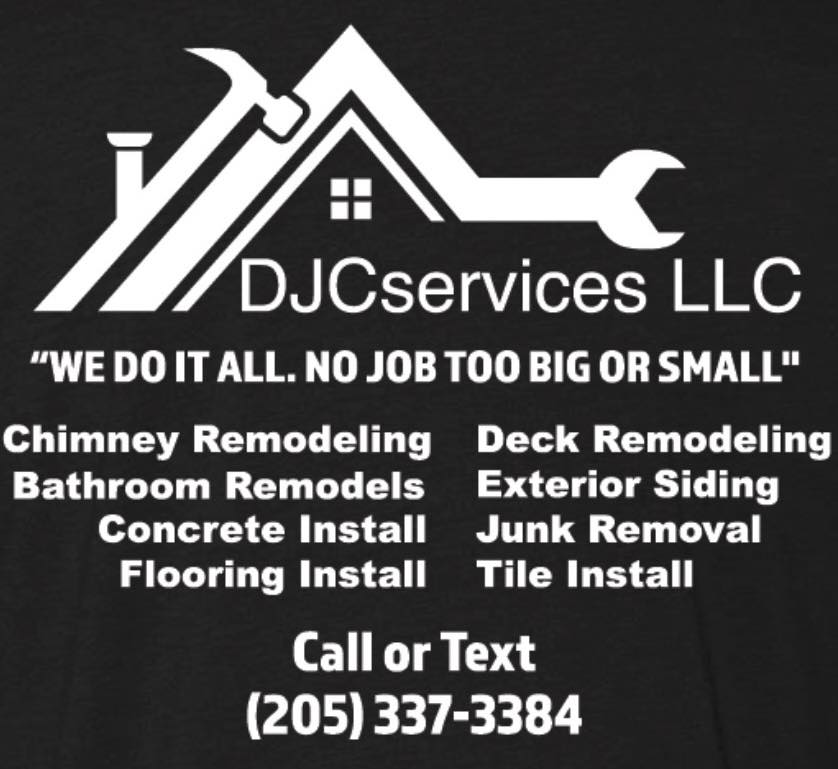 DJCservices LLC
“WE DO IT ALL. NO JOB TOO BIG OR SMALL"
Chimney Remodeling
Bathroom Remodels
Concrete Install
Flooring Install
Deck Remodeling
Exterior Siding
Junk Removal
Tile Install
Call or Text
(205) 337-3384